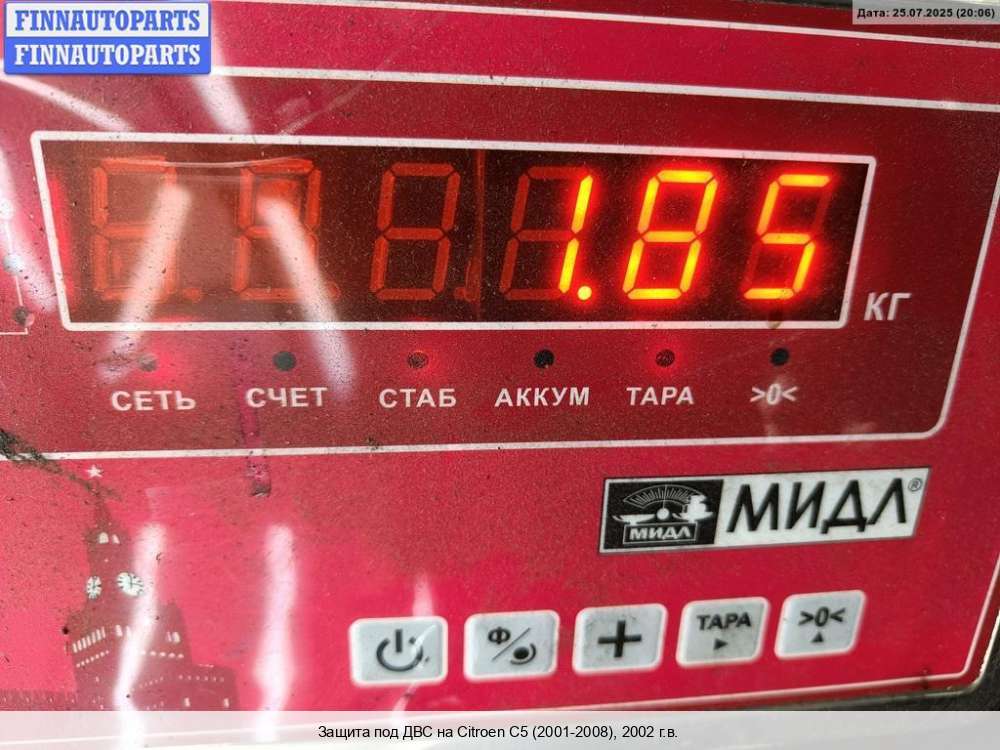 FINNAUTOPARTS
FINNAUTOPARTS
Дата: 25.07.2025 (20:06)
1.85
КГ
СЕТЬ СЧЕТ СТАБ АККУМ ТАРА >0<
МИДЛ МИДЛ®
Ф ТАРА >0<
Защита под ДВС на Citroen C5 (2001-2008), 2002 г.в.